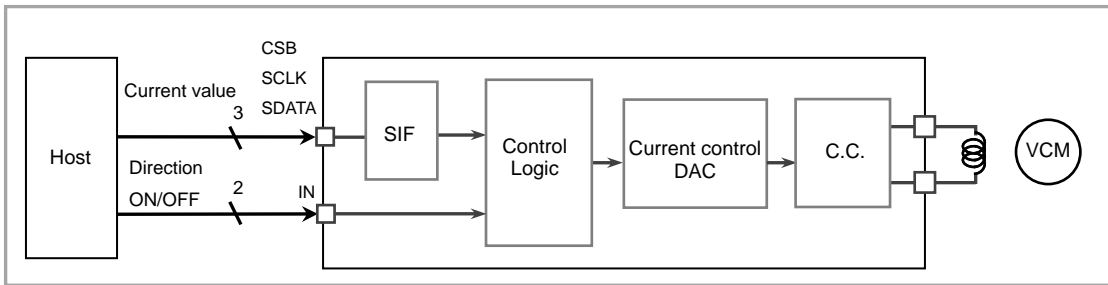 Host
Current value
3
CSB
SCLK
SDATA
Direction
ON/OFF
2
IN
SIF
Control
Logic
Current control
DAC
C.C.
VCM